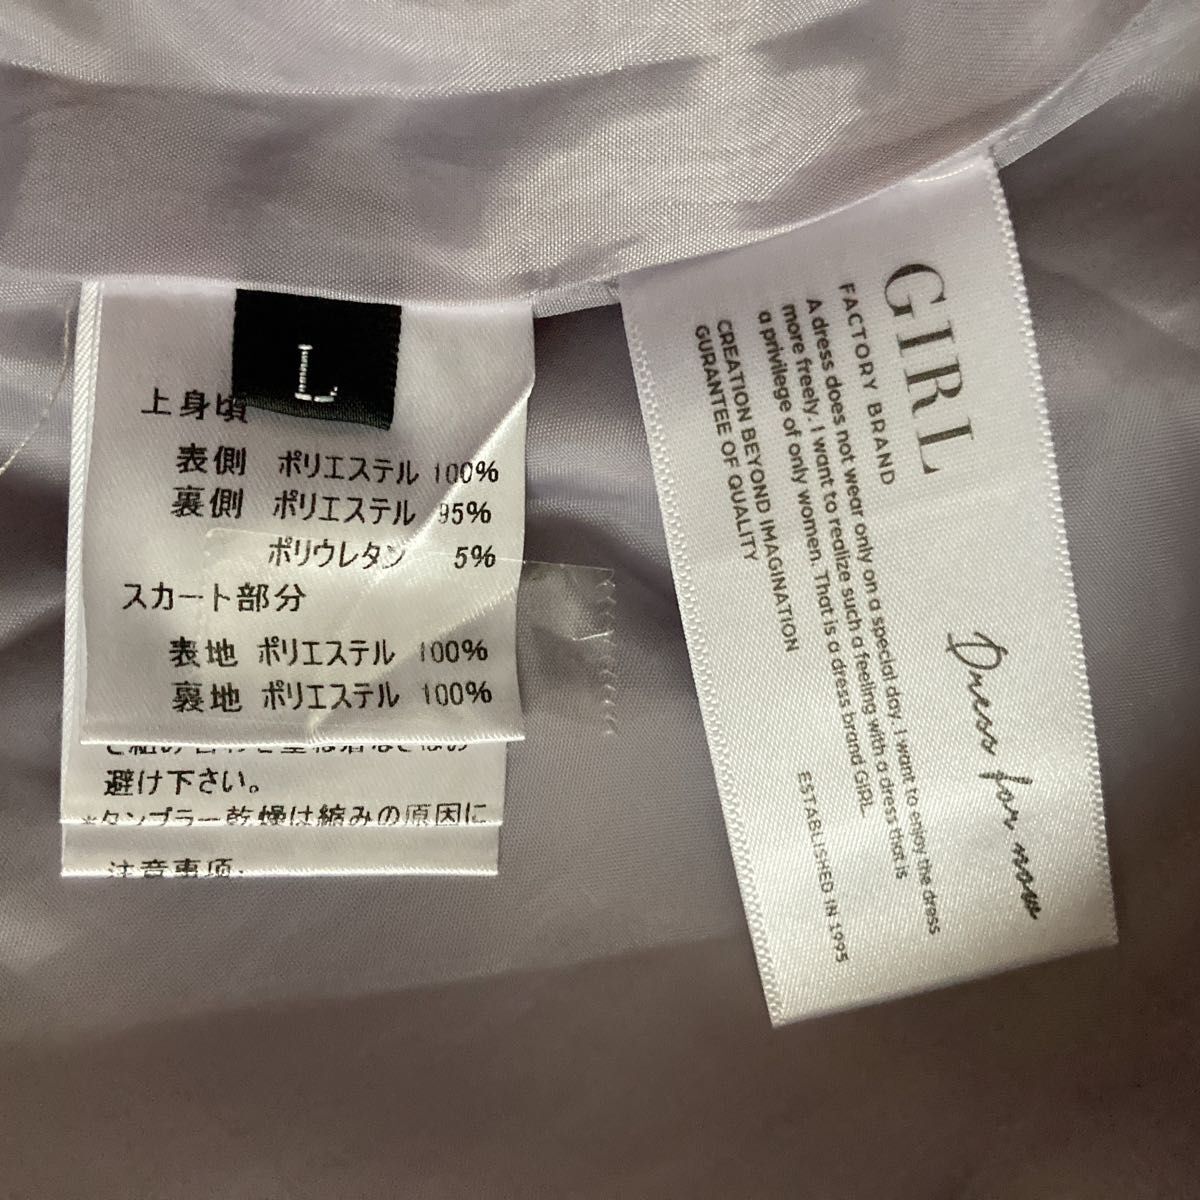 L
上身頃
表側 ポリエステル 100%
裏側 ポリエステル 95%
ポリウレタン 5%
スカート部分
表地 ポリエステル 100%
裏地 ポリエステル 100%
避け下さい。
*タンブラー乾燥は縮みの原因に
注意事項:
GIRL
FACTORY BRAND
A dress does not wear only on a special day. I want to enjoy the dress
more freely. I want to realize such a feeling with a dress that is
a privilege of only women. That is a dress brand GIRL
CREATION BEYOND IMAGINATION
GURANTEE OF QUALITY
ESTABLISHED IN 1995
Dress for now